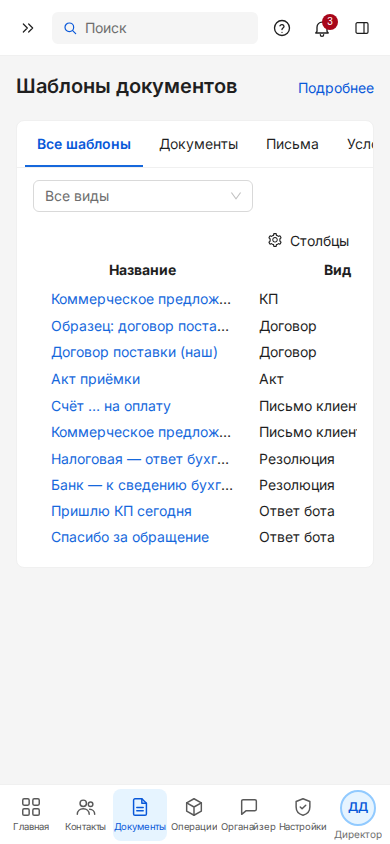 Поиск
3
Шаблоны документов
Подробнее
Все шаблоны Документы Письма Усло
Все виды
Столбцы
Название Вид
Коммерческое предлож... КП
Образец: договор поста... Договор
Договор поставки (наш) Договор
Акт приёмки Акт
Счёт ... на оплату Письмо клиент
Коммерческое предлож... Письмо клиент
Налоговая — ответ бухг... Резолюция
Банк — к сведению бухг... Резолюция
Пришлю КП сегодня Ответ бота
Спасибо за обращение Ответ бота
ДД
Главная Контакты Документы Операции Органайзер Настройки Директор